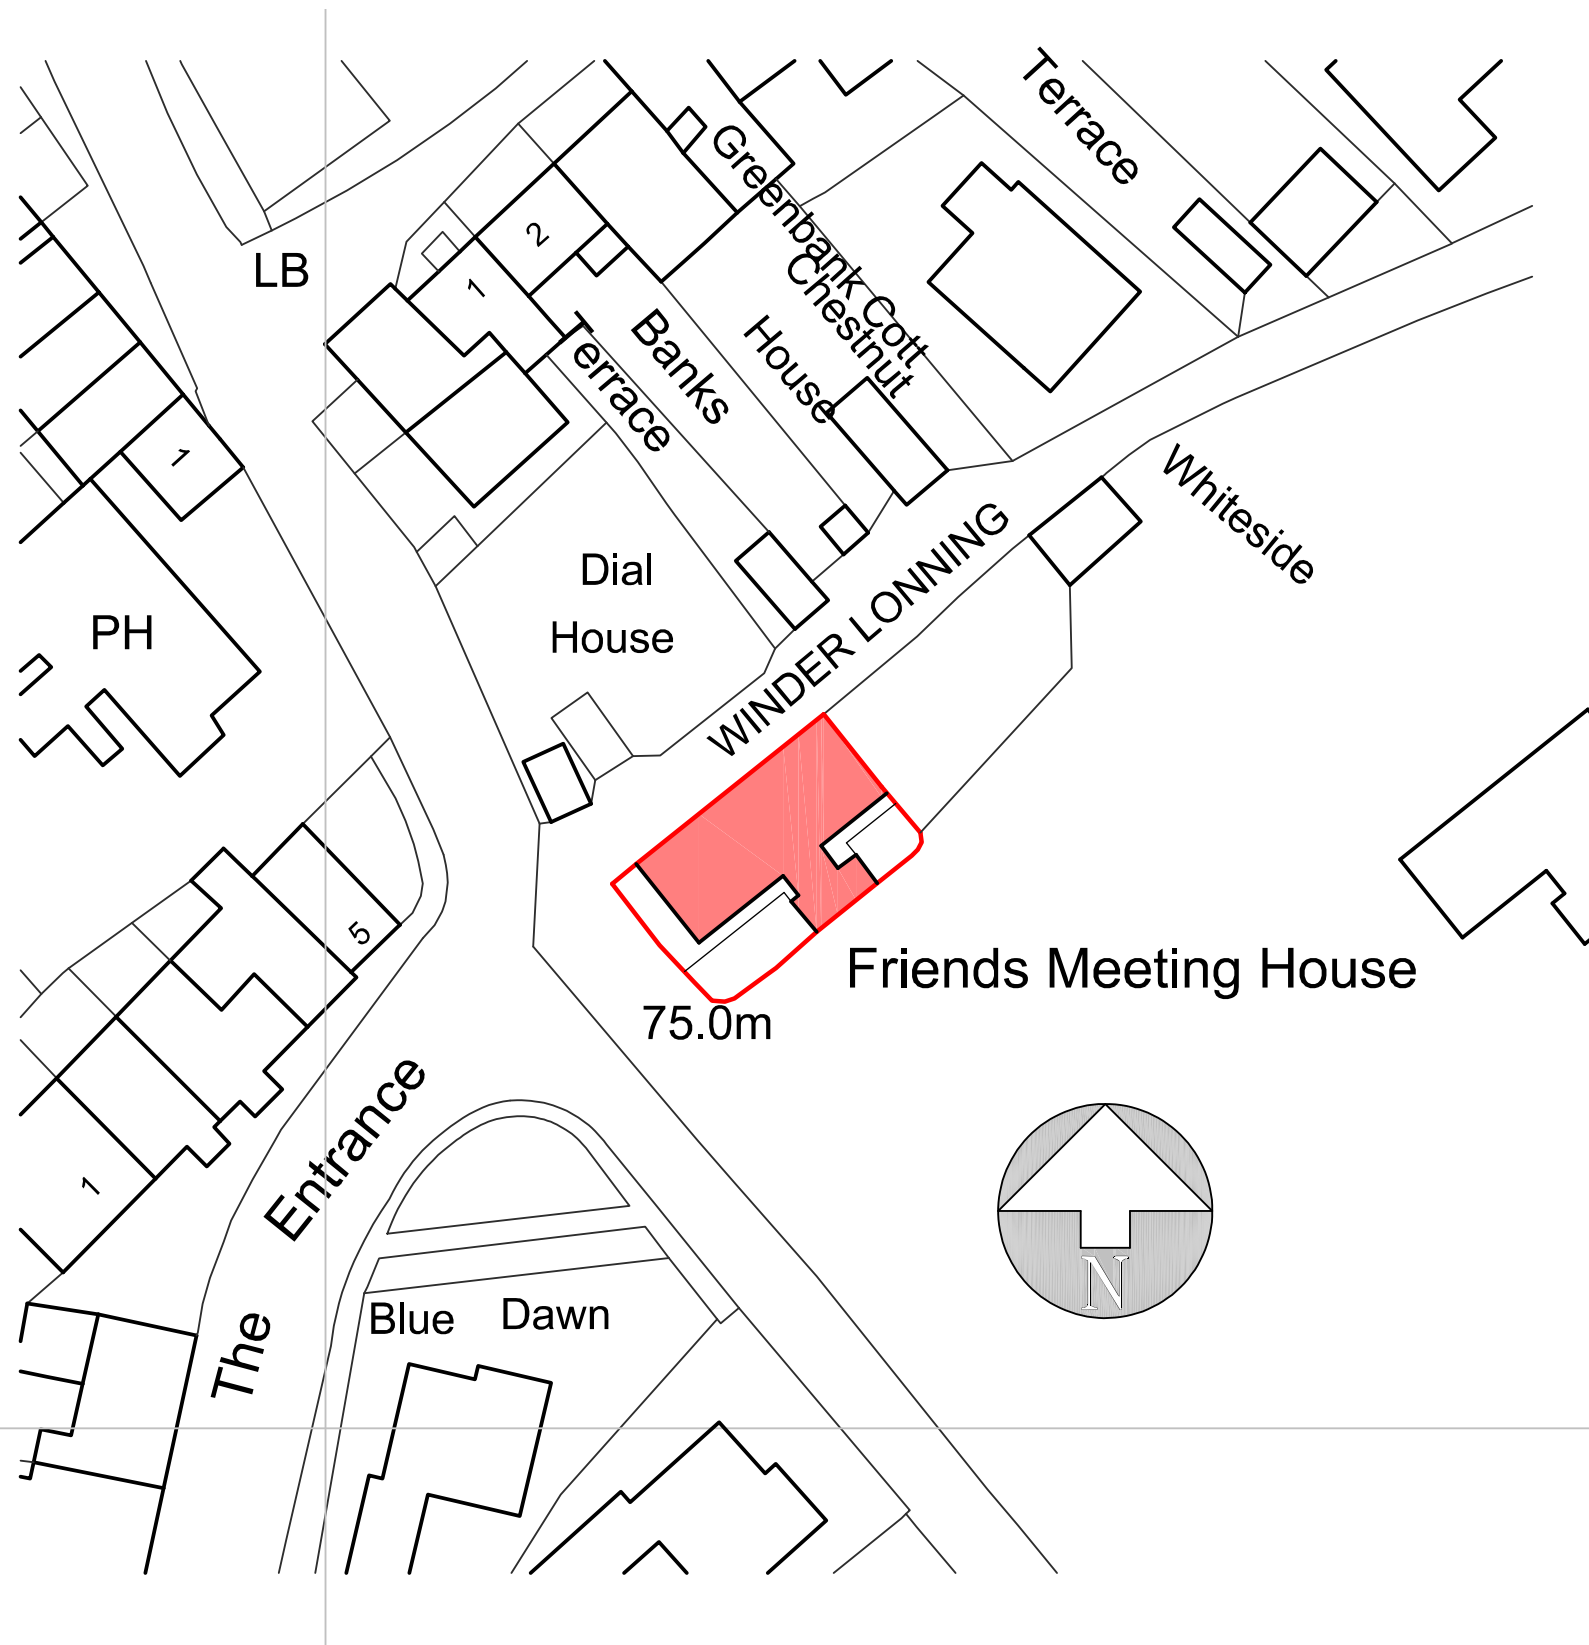 Terrace
Greenbank Cott
Chestnut
House
2
1
LB
Banks
Terrace
1
Whiteside
WINDER LONNING
Dial
House
PH
5
Friends Meeting House
75.0m
The Entrance
1
N
Blue Dawn